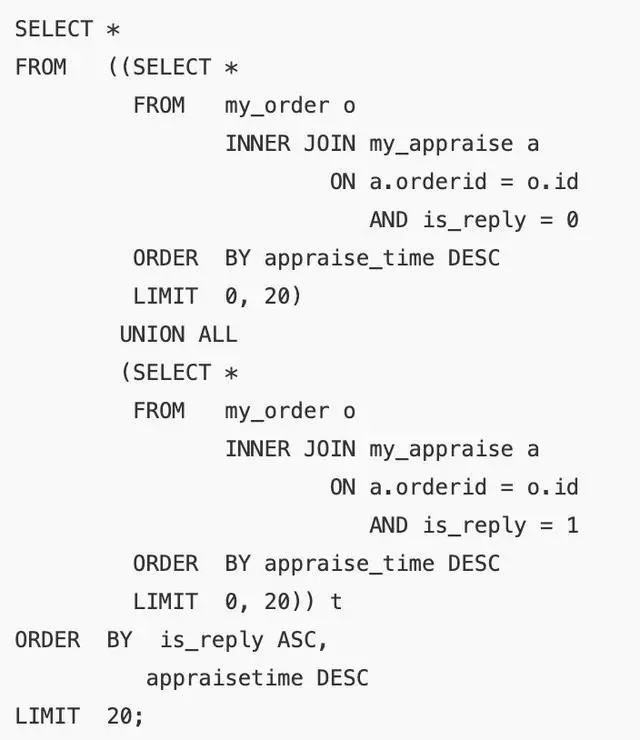 SELECT *
FROM   ((SELECT *
         FROM   my_order o
                INNER JOIN my_appraise a
                        ON a.orderid = o.id
                           AND is_reply = 0
         ORDER  BY appraise_time DESC
         LIMIT  0, 20)
        UNION ALL
        (SELECT *
         FROM   my_order o
                INNER JOIN my_appraise a
                        ON a.orderid = o.id
                           AND is_reply = 1
         ORDER  BY appraise_time DESC
         LIMIT  0, 20)) t
ORDER  BY  is_reply ASC,
          appraisetime DESC
LIMIT  20;